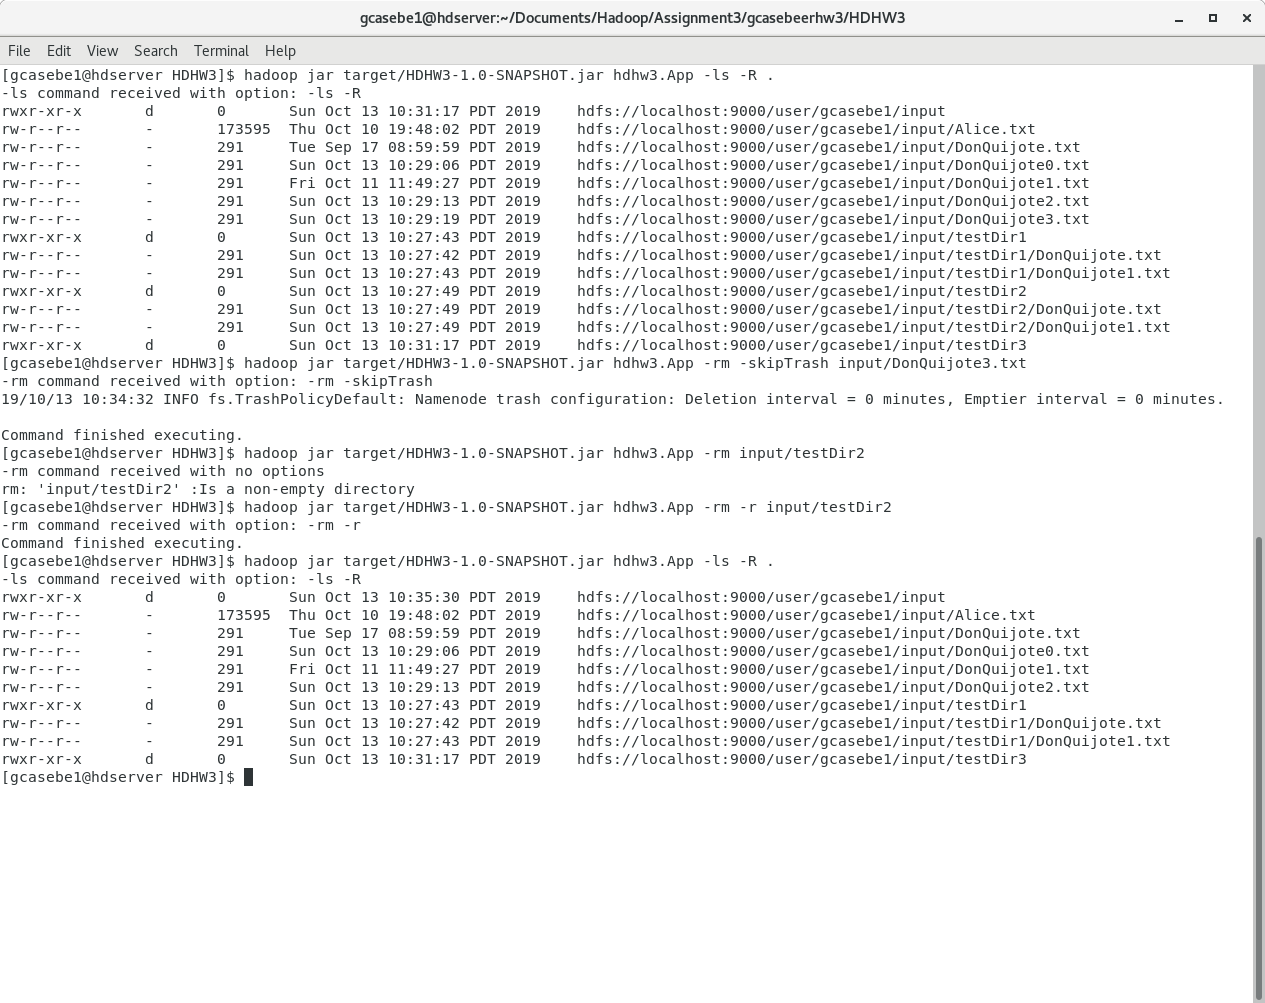 gcasebe1@hdserver:~/Documents/Hadoop/Assignment3/gcasebeerhw3/HDHW3
File Edit View Search Terminal Help
[gcasebe1@hdserver HDHW3]$ hadoop jar target/HDHW3-1.0-SNAPSHOT.jar hdhw3.App -ls -R .
-ls command received with option: -ls -R
rwxr-xr-x       d       0       Sun Oct 13 10:31:17 PDT 2019    hdfs://localhost:9000/user/gcasebe1/input
rw-r--r--       -       173595  Thu Oct 10 19:48:02 PDT 2019    hdfs://localhost:9000/user/gcasebe1/input/Alice.txt
rw-r--r--       -       291     Tue Sep 17 08:59:59 PDT 2019    hdfs://localhost:9000/user/gcasebe1/input/DonQuijote.txt
rw-r--r--       -       291     Sun Oct 13 10:29:06 PDT 2019    hdfs://localhost:9000/user/gcasebe1/input/DonQuijote0.txt
rw-r--r--       -       291     Fri Oct 11 11:49:27 PDT 2019    hdfs://localhost:9000/user/gcasebe1/input/DonQuijote1.txt
rw-r--r--       -       291     Sun Oct 13 10:29:13 PDT 2019    hdfs://localhost:9000/user/gcasebe1/input/DonQuijote2.txt
rw-r--r--       -       291     Sun Oct 13 10:29:19 PDT 2019    hdfs://localhost:9000/user/gcasebe1/input/DonQuijote3.txt
rwxr-xr-x       d       0       Sun Oct 13 10:27:43 PDT 2019    hdfs://localhost:9000/user/gcasebe1/input/testDir1
rw-r--r--       -       291     Sun Oct 13 10:27:42 PDT 2019    hdfs://localhost:9000/user/gcasebe1/input/testDir1/DonQuijote.txt
rw-r--r--       -       291     Sun Oct 13 10:27:43 PDT 2019    hdfs://localhost:9000/user/gcasebe1/input/testDir1/DonQuijote1.txt
rwxr-xr-x       d       0       Sun Oct 13 10:27:49 PDT 2019    hdfs://localhost:9000/user/gcasebe1/input/testDir2
rw-r--r--       -       291     Sun Oct 13 10:27:49 PDT 2019    hdfs://localhost:9000/user/gcasebe1/input/testDir2/DonQuijote.txt
rw-r--r--       -       291     Sun Oct 13 10:27:49 PDT 2019    hdfs://localhost:9000/user/gcasebe1/input/testDir2/DonQuijote1.txt
rwxr-xr-x       d       0       Sun Oct 13 10:31:17 PDT 2019    hdfs://localhost:9000/user/gcasebe1/input/testDir3
[gcasebe1@hdserver HDHW3]$ hadoop jar target/HDHW3-1.0-SNAPSHOT.jar hdhw3.App -rm -skipTrash input/DonQuijote3.txt
-rm command received with option: -rm -skipTrash
19/10/13 10:34:32 INFO fs.TrashPolicyDefault: Namenode trash configuration: Deletion interval = 0 minutes, Emptier interval = 0 minutes.
Command finished executing.
[gcasebe1@hdserver HDHW3]$ hadoop jar target/HDHW3-1.0-SNAPSHOT.jar hdhw3.App -rm input/testDir2
-rm command received with no options
rm: 'input/testDir2' :Is a non-empty directory
[gcasebe1@hdserver HDHW3]$ hadoop jar target/HDHW3-1.0-SNAPSHOT.jar hdhw3.App -rm -r input/testDir2
-rm command received with option: -rm -r
Command finished executing.
[gcasebe1@hdserver HDHW3]$ hadoop jar target/HDHW3-1.0-SNAPSHOT.jar hdhw3.App -ls -R .
-ls command received with option: -ls -R
rwxr-xr-x       d       0       Sun Oct 13 10:35:30 PDT 2019    hdfs://localhost:9000/user/gcasebe1/input
rw-r--r--       -       173595  Thu Oct 10 19:48:02 PDT 2019    hdfs://localhost:9000/user/gcasebe1/input/Alice.txt
rw-r--r--       -       291     Tue Sep 17 08:59:59 PDT 2019    hdfs://localhost:9000/user/gcasebe1/input/DonQuijote.txt
rw-r--r--       -       291     Sun Oct 13 10:29:06 PDT 2019    hdfs://localhost:9000/user/gcasebe1/input/DonQuijote0.txt
rw-r--r--       -       291     Fri Oct 11 11:49:27 PDT 2019    hdfs://localhost:9000/user/gcasebe1/input/DonQuijote1.txt
rw-r--r--       -       291     Sun Oct 13 10:29:13 PDT 2019    hdfs://localhost:9000/user/gcasebe1/input/DonQuijote2.txt
rwxr-xr-x       d       0       Sun Oct 13 10:27:43 PDT 2019    hdfs://localhost:9000/user/gcasebe1/input/testDir1
rw-r--r--       -       291     Sun Oct 13 10:27:42 PDT 2019    hdfs://localhost:9000/user/gcasebe1/input/testDir1/DonQuijote.txt
rw-r--r--       -       291     Sun Oct 13 10:27:43 PDT 2019    hdfs://localhost:9000/user/gcasebe1/input/testDir1/DonQuijote1.txt
rwxr-xr-x       d       0       Sun Oct 13 10:31:17 PDT 2019    hdfs://localhost:9000/user/gcasebe1/input/testDir3
[gcasebe1@hdserver HDHW3]$